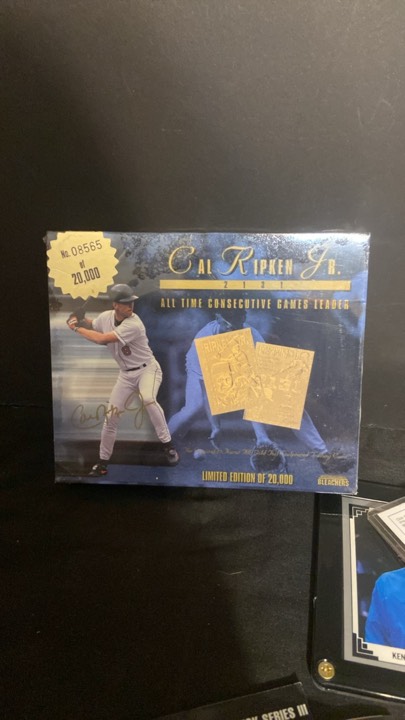 No. 08565
of
20,000
Cal Ripken Jr.
2131
ALL TIME CONSECUTIVE GAMES LEADER
LIMITED EDITION OF 20,000
BLEACHERS
KEN
SERIES III